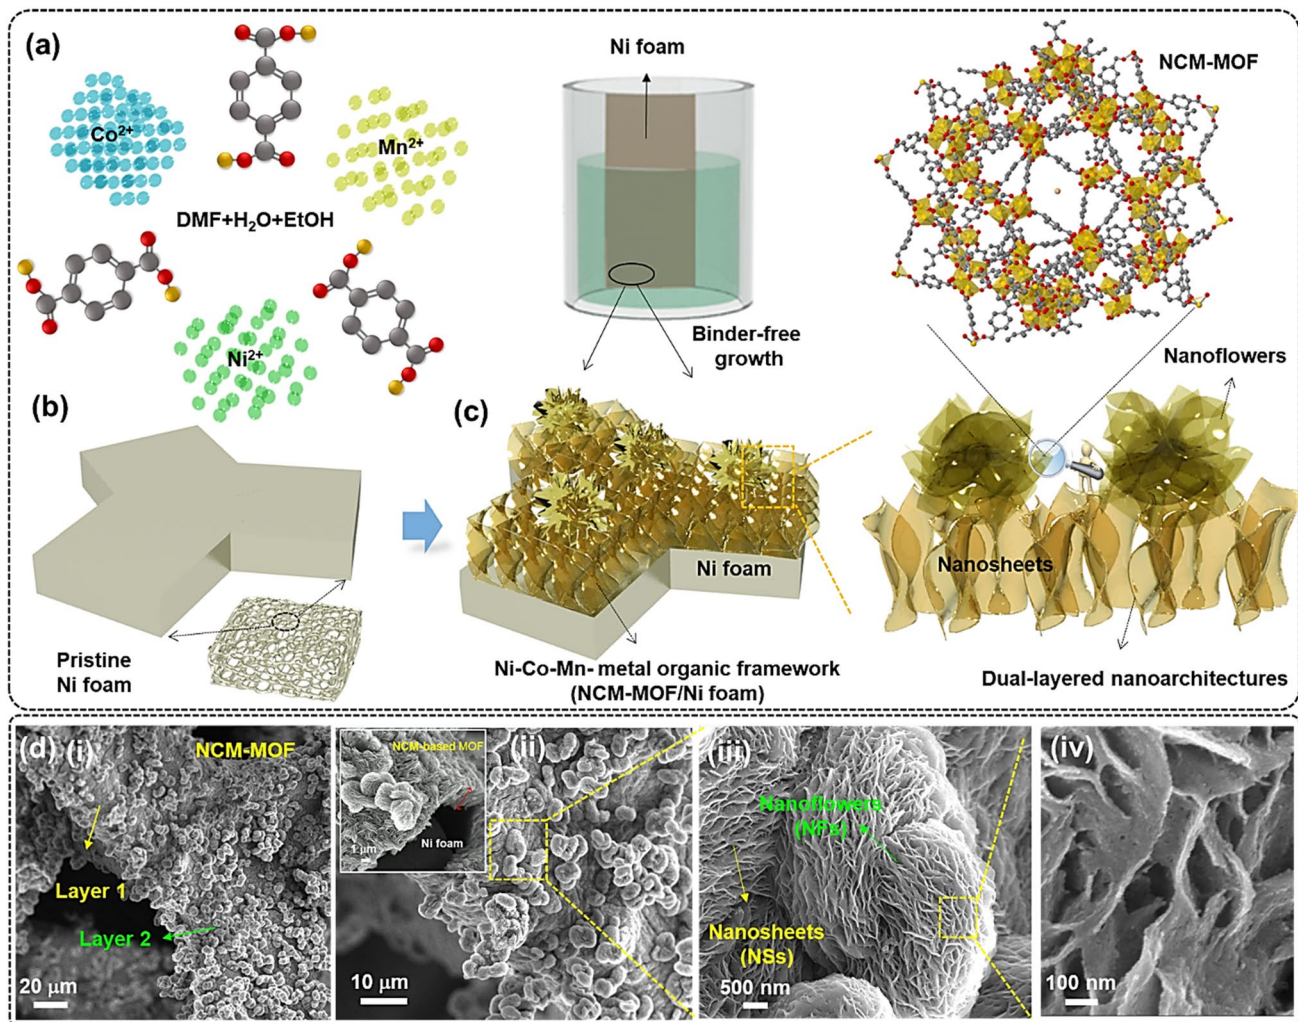 (a)
Co²⁺
Mn²⁺
DMF+H₂O+EtOH
Ni²⁺
Ni foam
Binder-free
growth
NCM-MOF
Nanoflowers
(b)
Pristine
Ni foam
(c)
Ni foam
Ni-Co-Mn- metal organic framework
(NCM-MOF/Ni foam)
Nanosheets
Dual-layered nanoarchitectures
(d) (i)
NCM-MOF
Layer 1
Layer 2
20 μm
(ii)
NCM-based MOF
1 μm
Ni foam
10 μm
(iii)
Nanoflowers
(NPs)
Nanosheets
(NSs)
500 nm
(iv)
100 nm